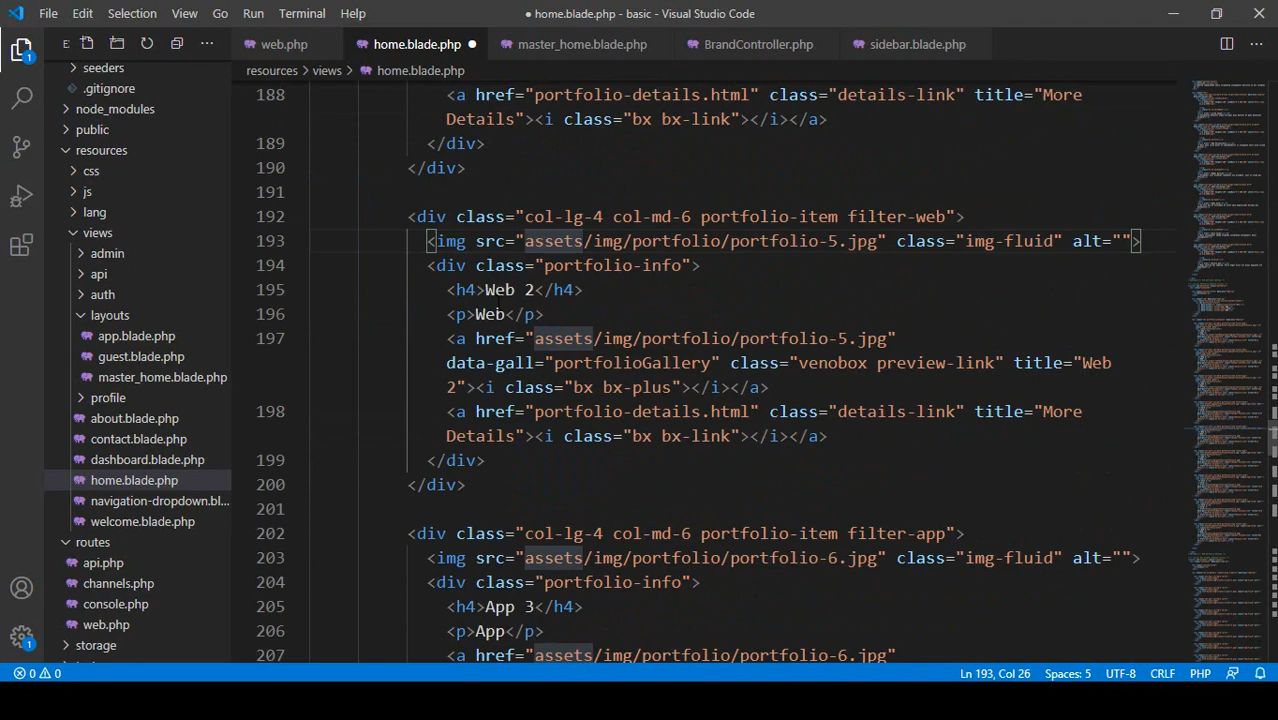 File Edit Selection View Go Run Terminal Help
● home.blade.php - basic - Visual Studio Code
E
web.php
home.blade.php
master_home.blade.php
BrandController.php
sidebar.blade.php
resources > views > home.blade.php
1
1
seeders
.gitignore
node_modules
public
resources
css
js
lang
views
admin
api
auth
layouts
app.blade.php
guest.blade.php
master_home.blade.php
profile
about.blade.php
contact.blade.php
dashboard.blade.php
home.blade.php
navigation-dropdown.bl...
welcome.blade.php
routes
api.php
channels.php
console.php
web.php
storage
188 <a href="portfolio-details.html" class="details-link" title="More
Details"><i class="bx bx-link"></i></a>
189 </div>
190 </div>
191
192 <div class="col-lg-4 col-md-6 portfolio-item filter-web">
193 <img src="assets/img/portfolio/portfolio-5.jpg" class="img-fluid" alt="">
194 <div class="portfolio-info">
195 <h4>Web 2</h4>
196 <p>Web</p>
197 <a href="assets/img/portfolio/portfolio-5.jpg"
data-gall="portfolioGallery" class="venobox preview-link" title="Web
2"><i class="bx bx-plus"></i></a>
198 <a href="portfolio-details.html" class="details-link" title="More
Details"><i class="bx bx-link"></i></a>
199 </div>
200 </div>
201
202 <div class="col-lg-4 col-md-6 portfolio-item filter-app">
203 <img src="assets/img/portfolio/portfolio-6.jpg" class="img-fluid" alt="">
204 <div class="portfolio-info">
205 <h4>App 3</h4>
206 <p>App</p>
207 <a href="assets/img/portfolio/portfolio-6.jpg"
0 0
Ln 193, Col 26 Spaces: 5 UTF-8 CRLF PHP